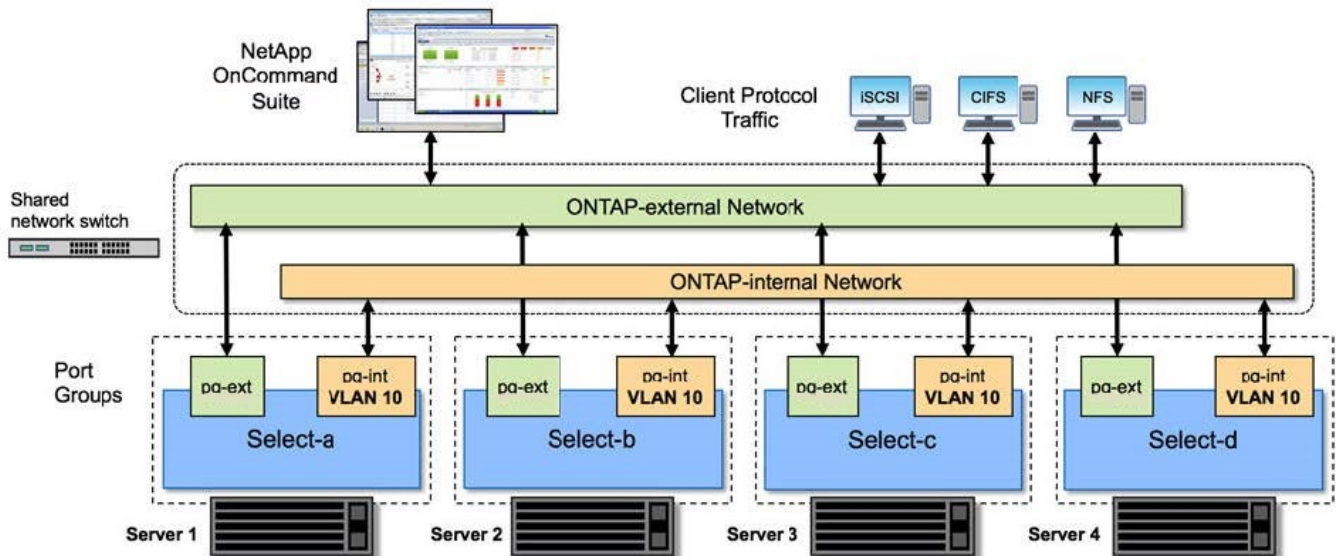 NetApp
OnCommand
Suite
Client Protocol
Traffic
iSCSI
CIFS
NFS
Shared
network switch
ONTAP-external Network
ONTAP-internal Network
Port
Groups
pg-ext
pg-int
VLAN 10
Select-a
pg-ext
pg-int
VLAN 10
Select-b
pg-ext
pg-int
VLAN 10
Select-c
pg-ext
pg-int
VLAN 10
Select-d
Server 1
Server 2
Server 3
Server 4